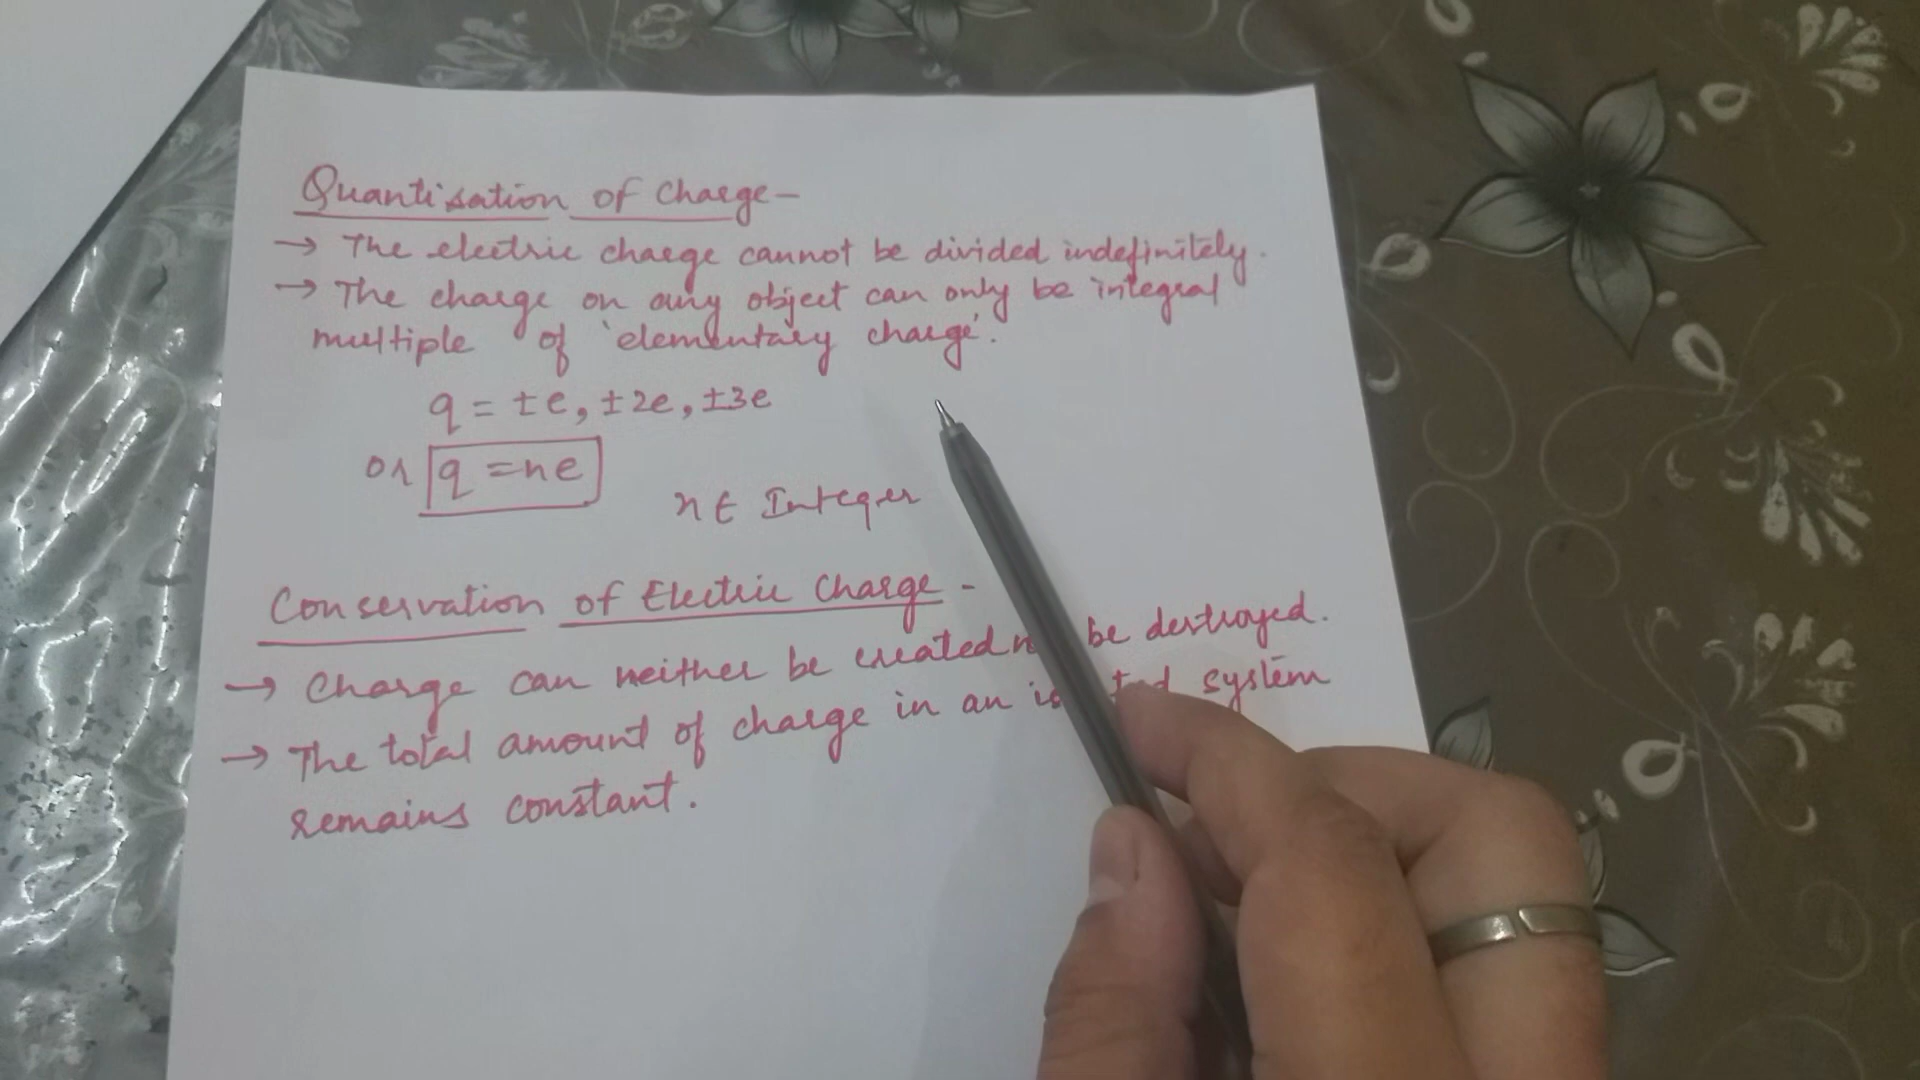 Quantisation of Charge-
→ The electric charge cannot be divided indefinitely.
→ The charge on any object can only be integral
multiple of 'elementary charge'.
q = ±e, ±2e, ±3e
or q = ne
n ∈ Integer
Conservation of Electric Charge -
→ Charge can neither be created be destroyed.
→ The total amount of charge in an system
remains constant.